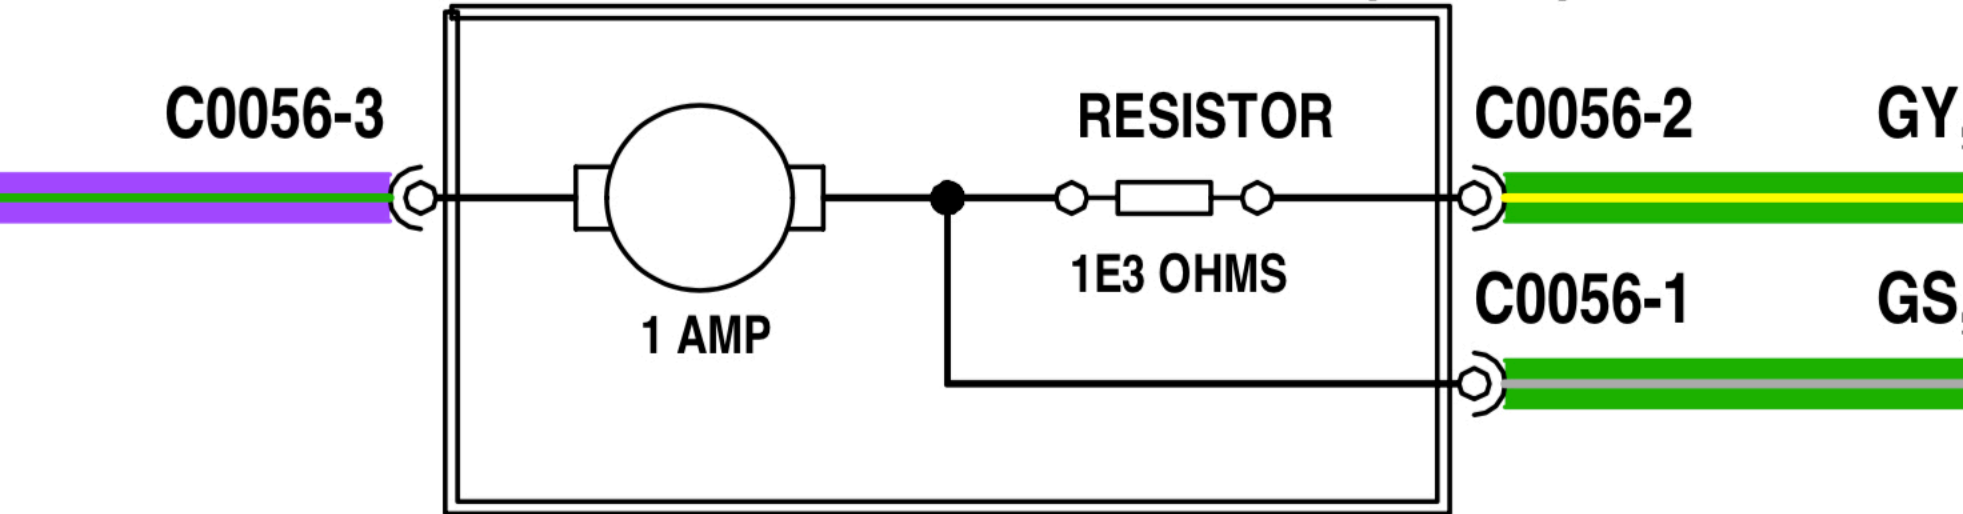 C0056-3
RESISTOR
C0056-2
GY,
1E3 OHMS
C0056-1
GS,
1 AMP